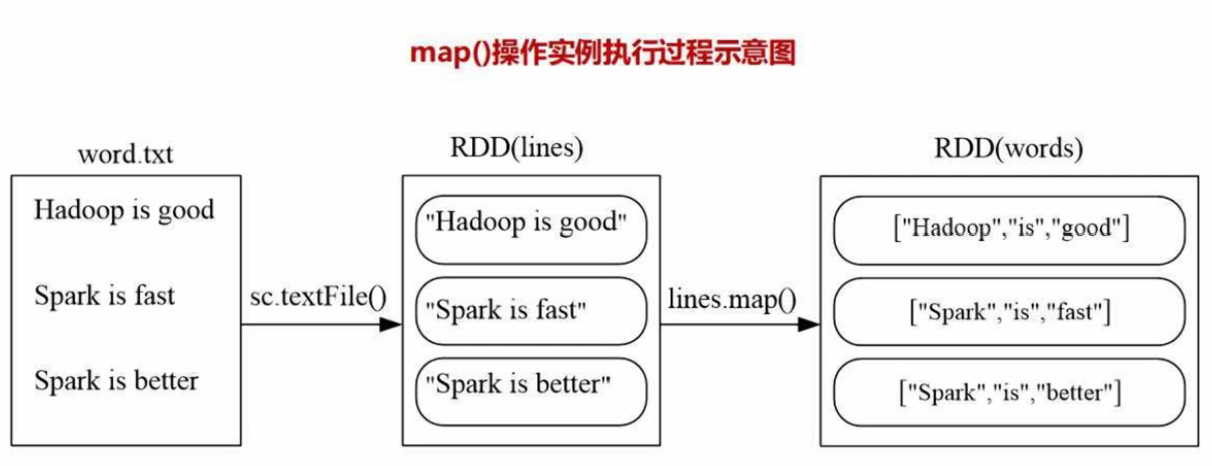 map()操作实例执行过程示意图
word.txt
Hadoop is good
Spark is fast
Spark is better
sc.textFile()
RDD(lines)
"Hadoop is good"
"Spark is fast"
"Spark is better"
lines.map()
RDD(words)
["Hadoop","is","good"]
["Spark","is","fast"]
["Spark","is","better"]